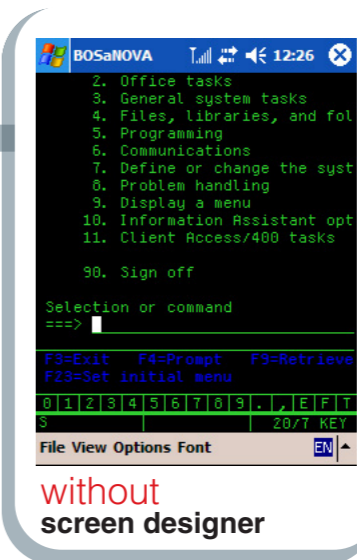 BOSaNOVA 12:26
2. Office tasks
3. General system tasks
4. Files, libraries, and fol
5. Programming
6. Communications
7. Define or change the syst
8. Problem handling
9. Display a menu
10. Information Assistant opt
11. Client Access/400 tasks
90. Sign off
Selection or command
===>
F3=Exit F4=Prompt F9=Retrieve
F23=Set initial menu
0 1 2 3 4 5 6 7 8 9 . , E F T
S 20/7 KEY
File View Options Font EN
without
screen designer